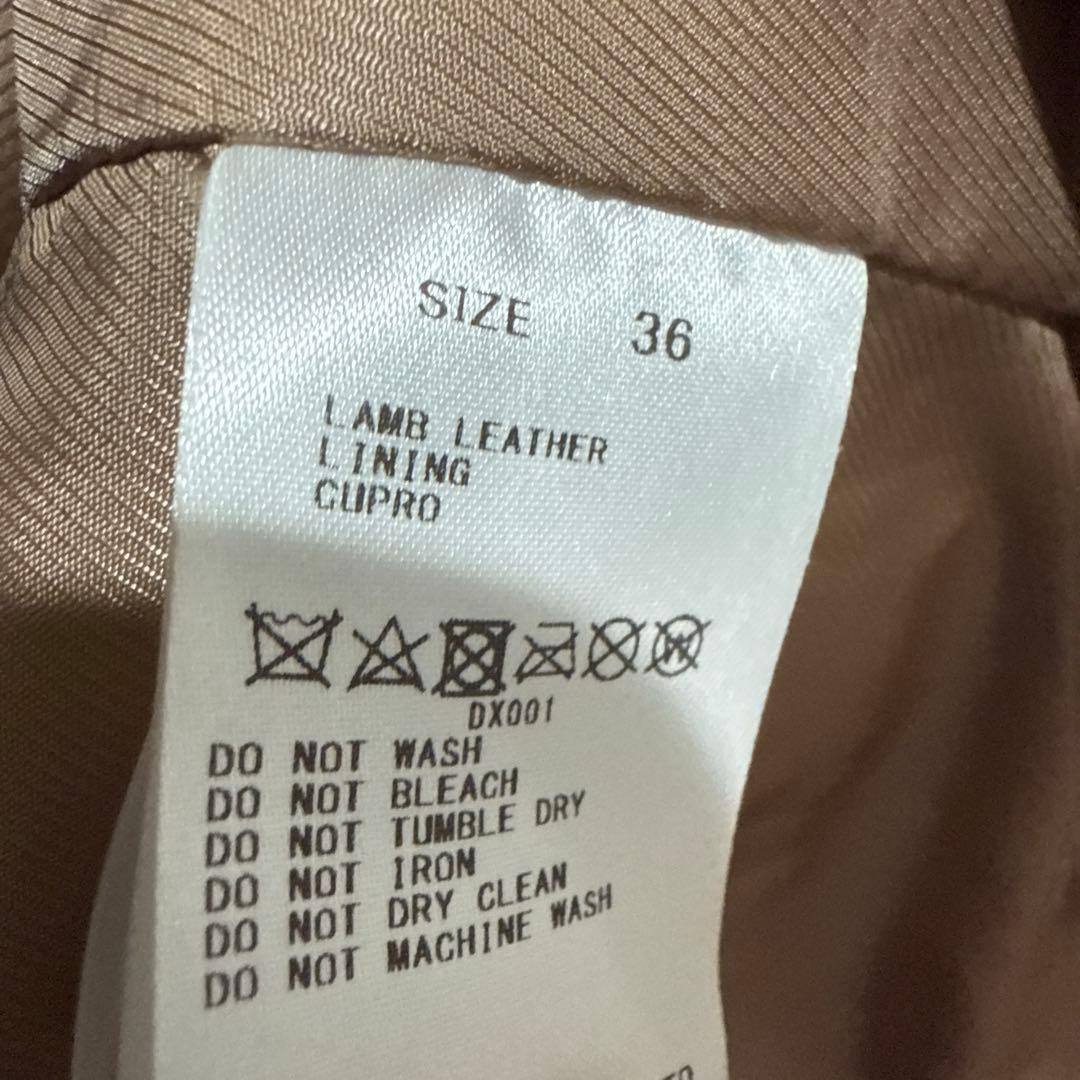 SIZE 36
LAMB LEATHER
LINING
CUPRO
W
DX001
DO NOT WASH
DO NOT BLEACH
DO NOT TUMBLE DRY
DO NOT IRON
DO NOT DRY CLEAN
DO NOT MACHINE WASH